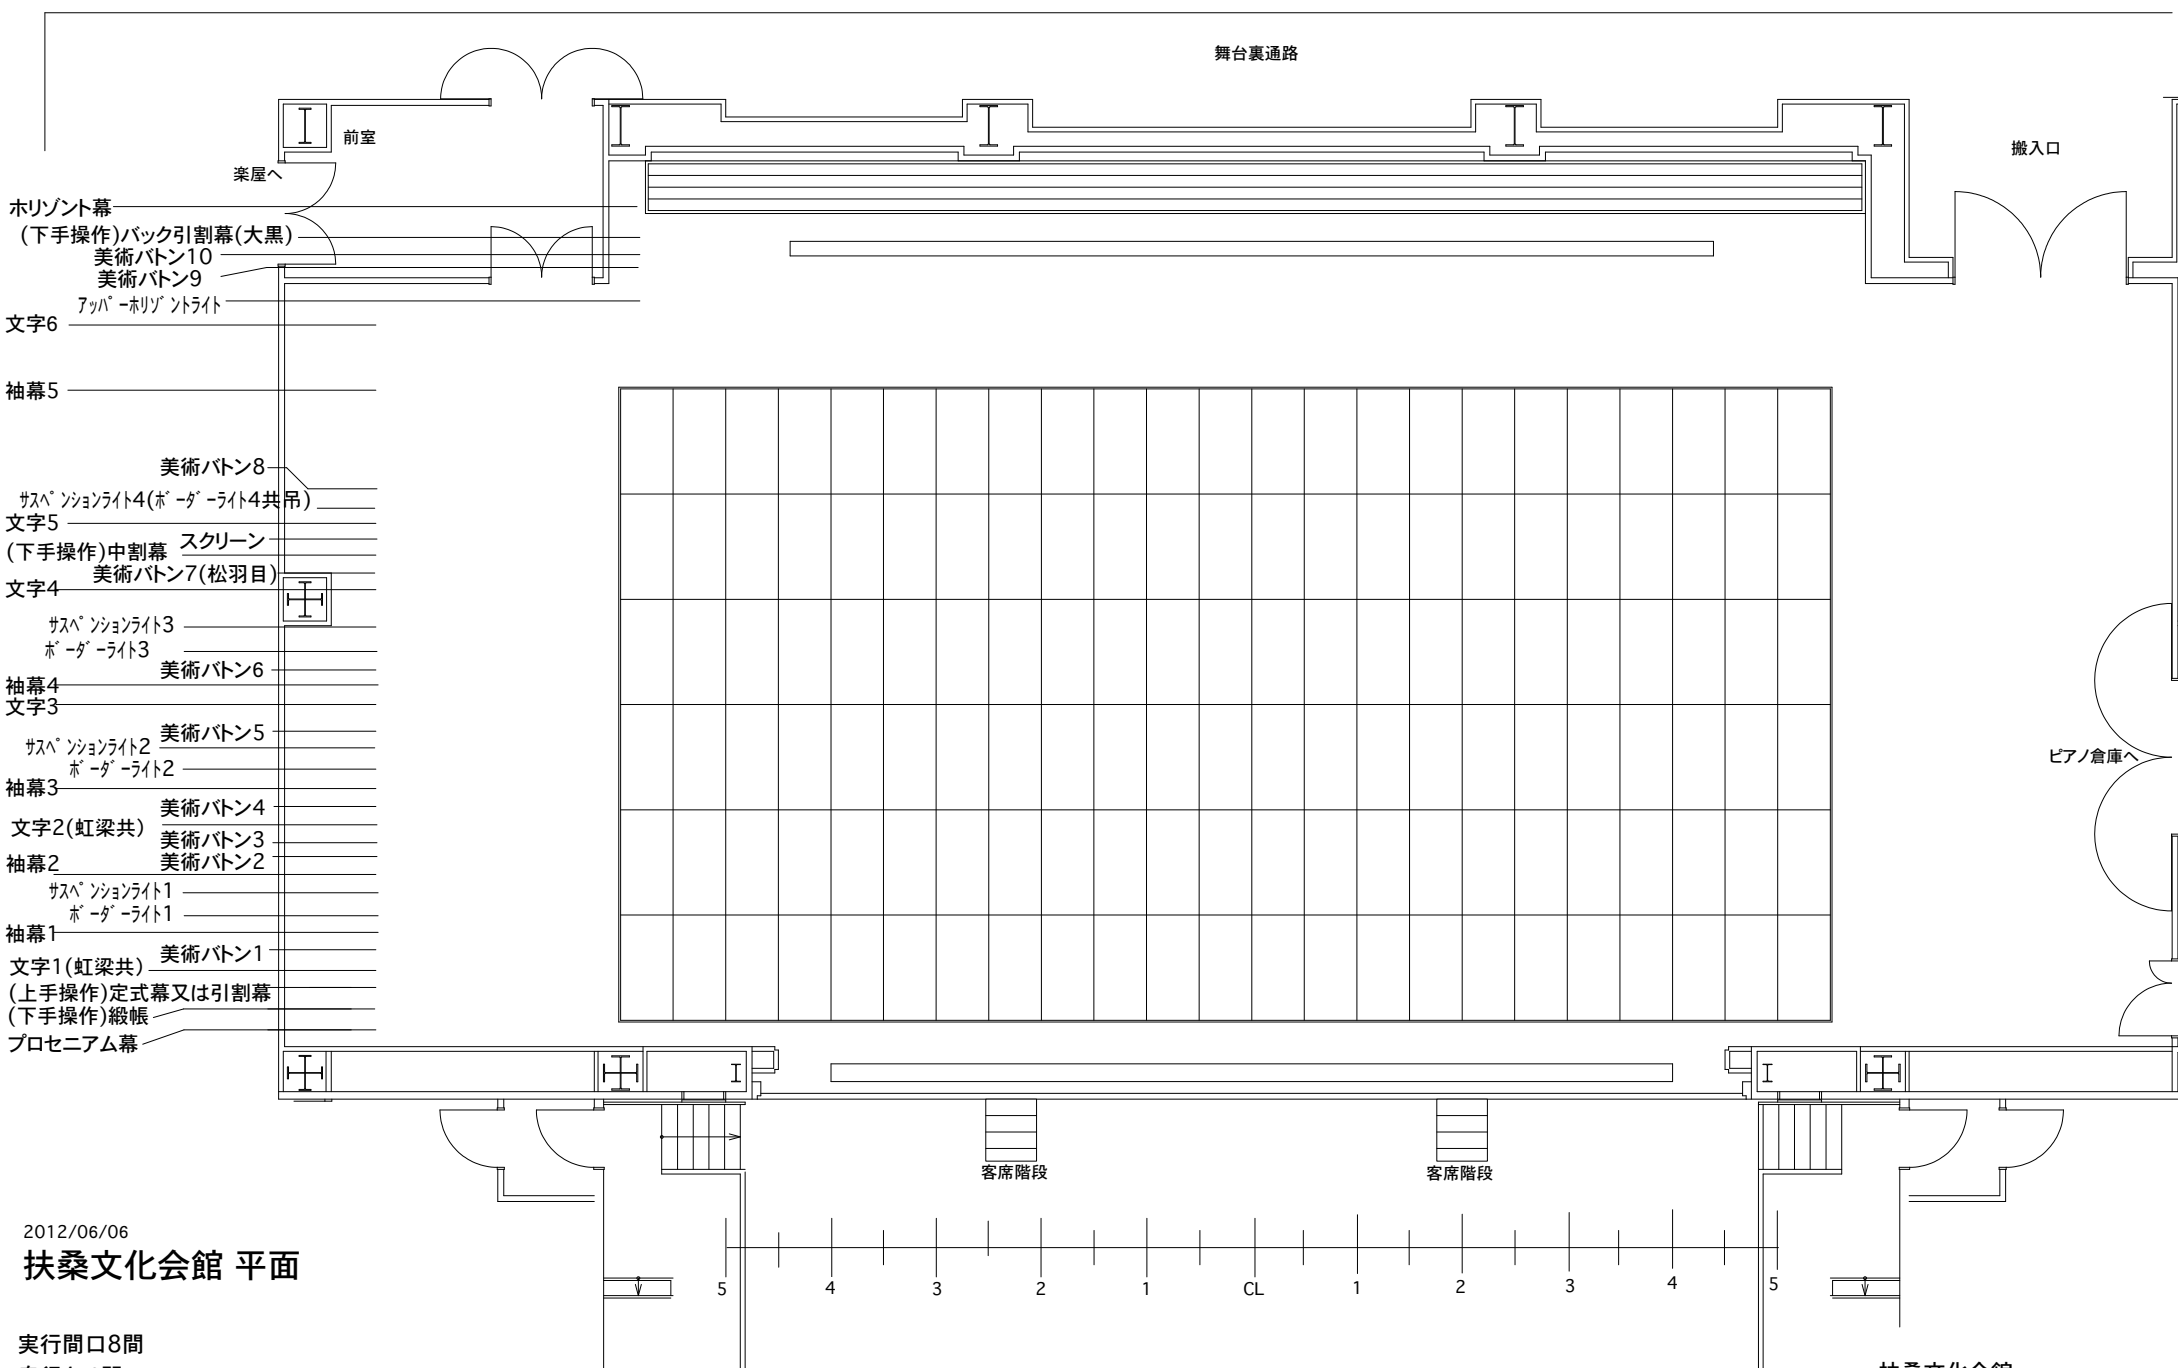 舞台裏通路
前室
搬入口
楽屋へ
ホリゾント幕
(下手操作)バック引割幕(大黒)
美術バトン10
美術バトン9
ｱｯﾊﾟｰﾎﾘｿﾞﾝﾄﾗｲﾄ
文字6
袖幕5
美術バトン8
ｻｽﾍﾟﾝｼｮﾝﾗｲﾄ4(ﾎﾞｰﾀﾞｰﾗｲﾄ4共吊)
文字5
スクリーン
(下手操作)中割幕
美術バトン7(松羽目)
文字4
ｻｽﾍﾟﾝｼｮﾝﾗｲﾄ3
ﾎﾞｰﾀﾞｰﾗｲﾄ3
美術バトン6
袖幕4
文字3
美術バトン5
ｻｽﾍﾟﾝｼｮﾝﾗｲﾄ2
ﾎﾞｰﾀﾞｰﾗｲﾄ2
ピアノ倉庫へ
袖幕3
美術バトン4
文字2(虹梁共)
美術バトン3
美術バトン2
袖幕2
ｻｽﾍﾟﾝｼｮﾝﾗｲﾄ1
ﾎﾞｰﾀﾞｰﾗｲﾄ1
袖幕1
美術バトン1
文字1(虹梁共)
(上手操作)定式幕又は引割幕
(下手操作)緞帳
プロセニアム幕
客席階段 客席階段
2012/06/06
扶桑文化会館 平面
5 4 3 2 1 CL 1 2 3 4 5
実行間口8間